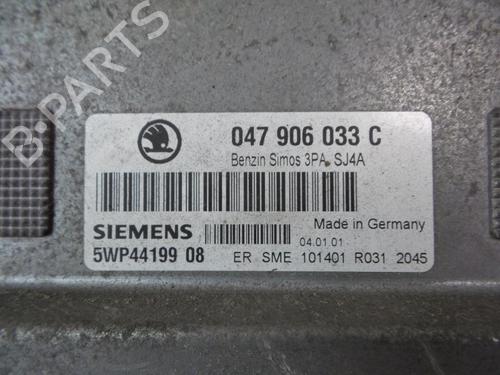 B-PARTS
047 906 033 C
Benzin Simos 3PA SJ4A
SIEMENS
Made in Germany
04.01.01
5WP44199 08
ER SME 101401 R031 2045